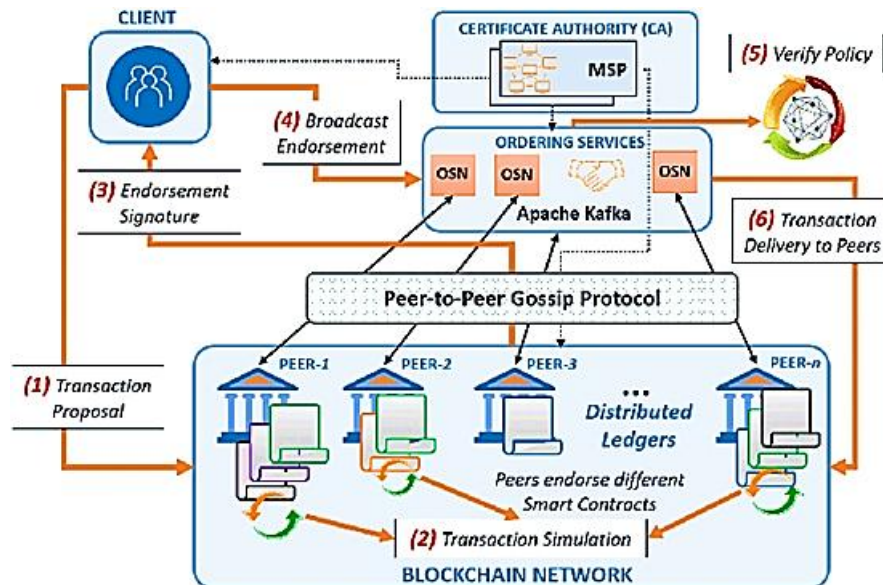 CLIENT
CERTIFICATE AUTHORITY (CA)
MSP
(5) Verify Policy
(4) Broadcast
Endorsement
ORDERING SERVICES
OSN
OSN
OSN
Apache Kafka
(3) Endorsement
Signature
(6) Transaction
Delivery to Peers
Peer-to-Peer Gossip Protocol
PEER-1
PEER-2
PEER-3
PEER-n
(1) Transaction
Proposal
...
Distributed
Ledgers
Peers endorse different
Smart Contracts
(2) Transaction Simulation
BLOCKCHAIN NETWORK